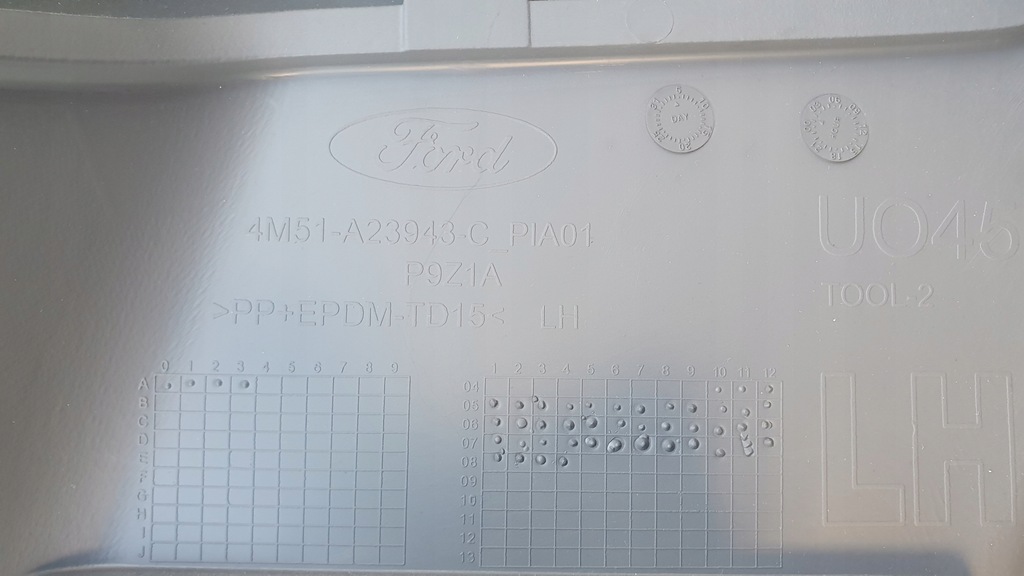 Ford
DAY
4M51-A23943-C_PIA01
UO45
P9Z1A
TOOL-2
>PP+EPDM-TD15< LH
0 1 2 3 4 5 6 7 8 9
A
B
C
D
E
F
G
H
I
J
1 2 3 4 5 6 7 8 9 10 11 12
04
05
06
07
08
09
10
11
12
13
LH